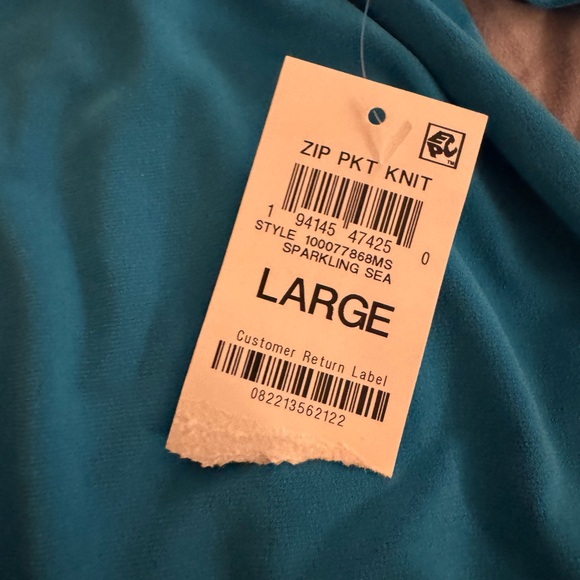 ZIP PKT KNIT
1 94145 47425 0
STYLE 100077868MS
SPARKLING SEA
LARGE
Customer Return Label
082213562122